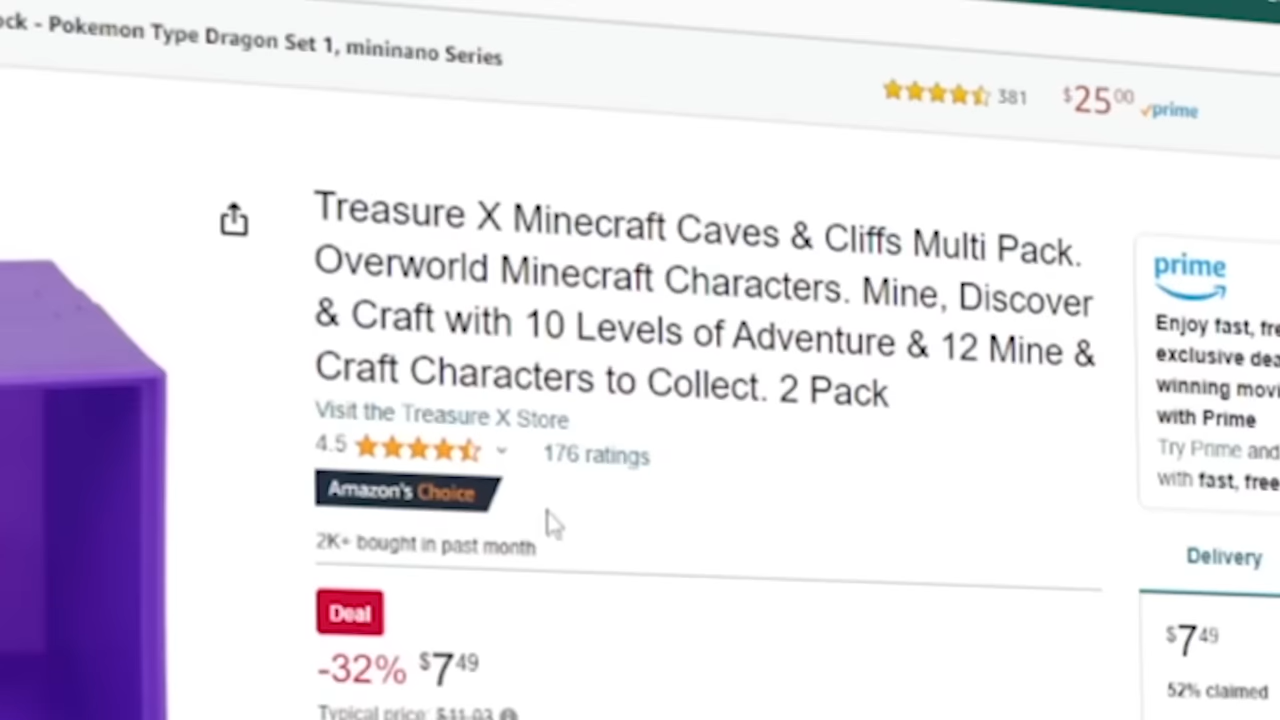 ck - Pokemon Type Dragon Set 1, mininano Series
381 $25 00 prime
Treasure X Minecraft Caves & Cliffs Multi Pack.
Overworld Minecraft Characters. Mine, Discover
& Craft with 10 Levels of Adventure & 12 Mine &
Craft Characters to Collect. 2 Pack
Visit the Treasure X Store
4.5 176 ratings
Amazon's Choice
2K+ bought in past month
Deal
-32% $7 49
Typical price: $11.03
prime
Enjoy fast, fre
exclusive dea
winning movi
with Prime
Try Prime and
with fast, free
Delivery
$7 49
52% claimed